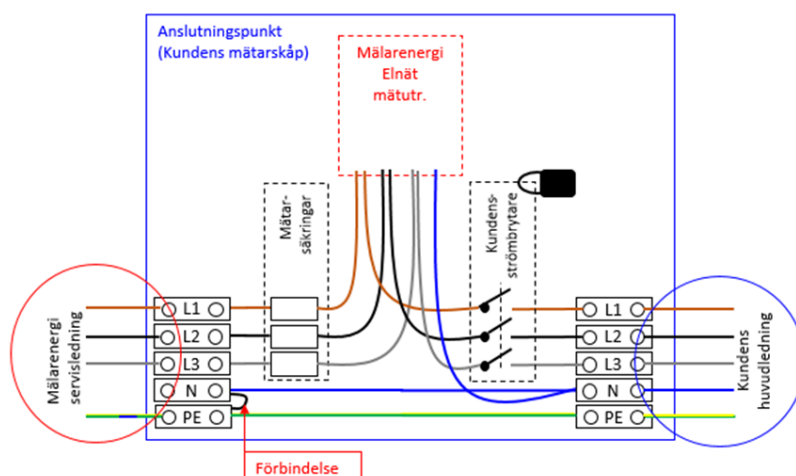 Anslutningspunkt
(Kundens mätarskåp)
Mälarenergi
Elnät
mätutr.
Mätar-
säkringar
Kundens-
strömbrytare
Mälarenergi
servisledning
L1
L2
L3
N
PE
L1
L2
L3
N
PE
Kundens
huvudledning
Förbindelse